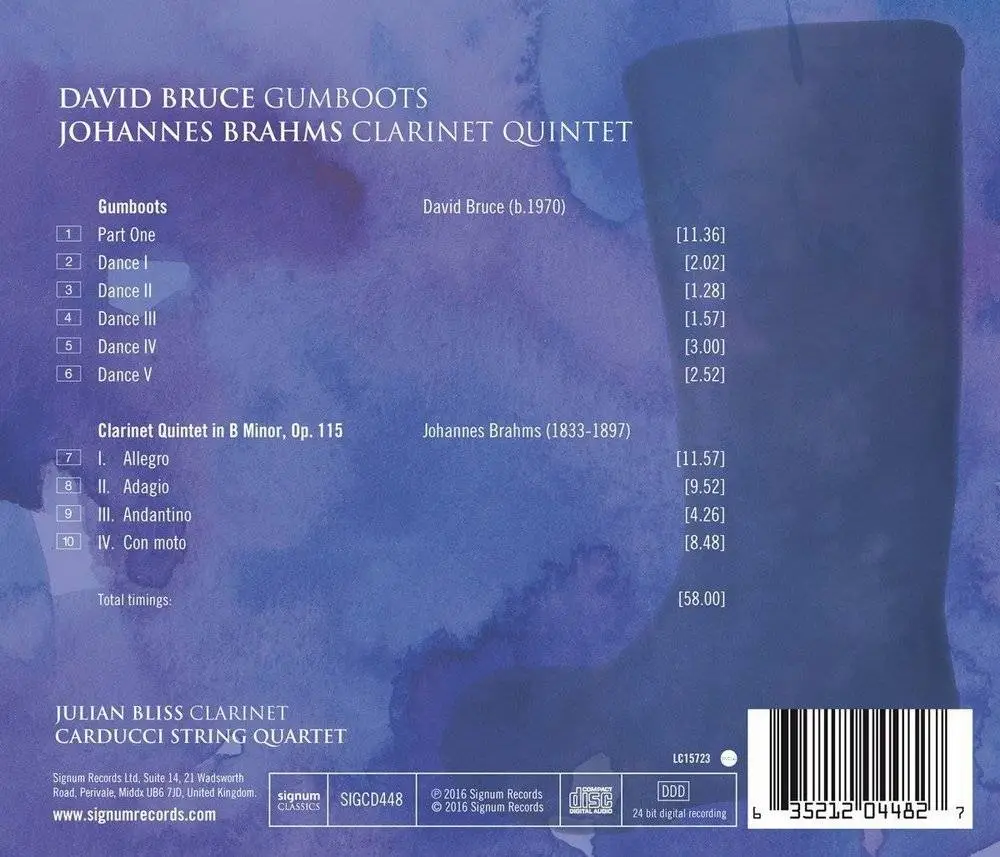 DAVID BRUCE GUMBOOTS
JOHANNES BRAHMS CLARINET QUINTET
Gumboots David Bruce (b.1970)
1 Part One [11.36]
2 Dance I [2.02]
3 Dance II [1.28]
4 Dance III [1.57]
5 Dance IV [3.00]
6 Dance V [2.52]
Clarinet Quintet in B Minor, Op. 115 Johannes Brahms (1833-1897)
7 I. Allegro [11.57]
8 II. Adagio [9.52]
9 III. Andantino [4.26]
10 IV. Con moto [8.48]
Total timings: [58.00]
JULIAN BLISS CLARINET
CARDUCCI STRING QUARTET
Signum Records Ltd, Suite 14, 21 Wadsworth
Road, Perivale, Middx UB6 7JD, United Kingdom.
www.signumrecords.com
signum
CLASSICS
SIGCD448
℗ 2016 Signum Records
© 2016 Signum Records
COMPACT
disc
DIGITAL AUDIO
LC15723
DDD
24 bit digital recording
6 35212 04482 7